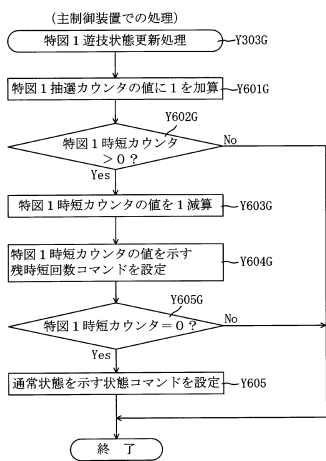 (主制御装置での処理)
特図1遊技状態更新処理
Y303G
特図1抽選カウンタの値に1を加算
Y601G
Y602G
特図1時短カウンタ
>0?
No
Yes
特図1時短カウンタの値を1減算
Y603G
特図1時短カウンタの値を示す
残時短回数コマンドを設定
Y604G
Y605G
特図1時短カウンタ=0?
No
Yes
通常状態を示す状態コマンドを設定
Y605
終 了